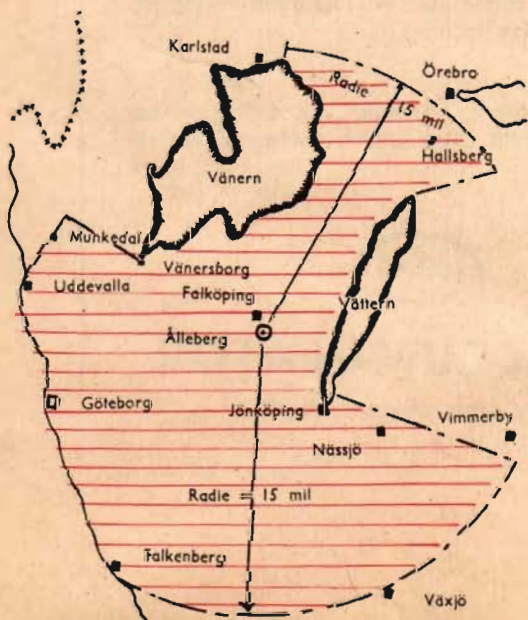 Karlstad
Örebro
Radie 15 mil
Hallsberg
Vänern
Munkedal
Vänersborg
Uddevalla
Falköping
Vättern
Ålleberg
Göteborg
Jönköping
Vimmerby
Nässjö
Radie = 15 mil
Falkenberg
Växjö